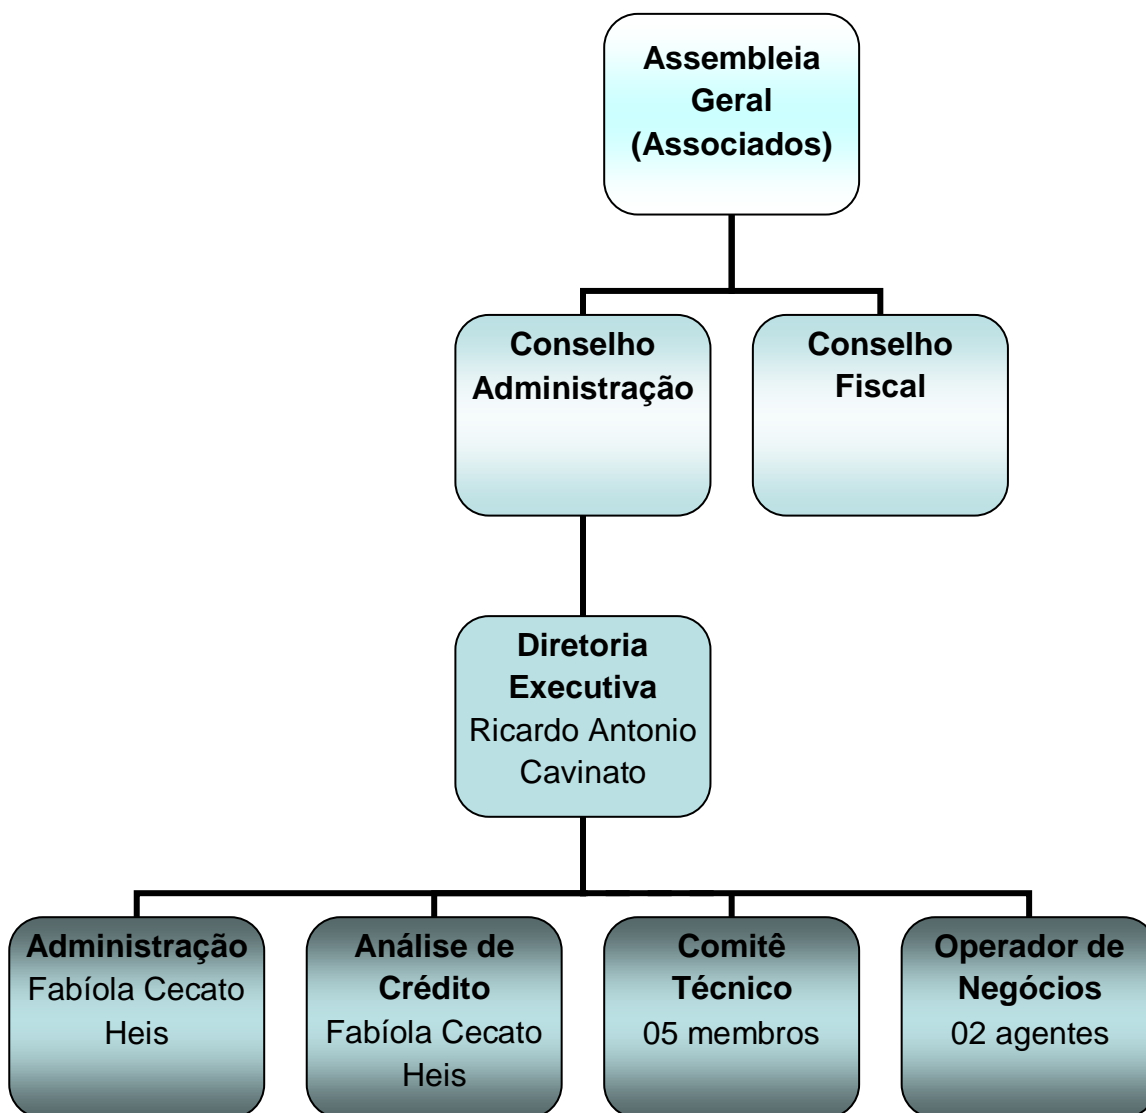 Assembleia
Geral
(Associados)
Conselho
Administração
Conselho
Fiscal
Diretoria
Executiva
Ricardo Antonio
Cavinato
Administração
Fabíola Cecato
Heis
Análise de
Crédito
Fabíola Cecato
Heis
Comitê
Técnico
05 membros
Operador de
Negócios
02 agentes